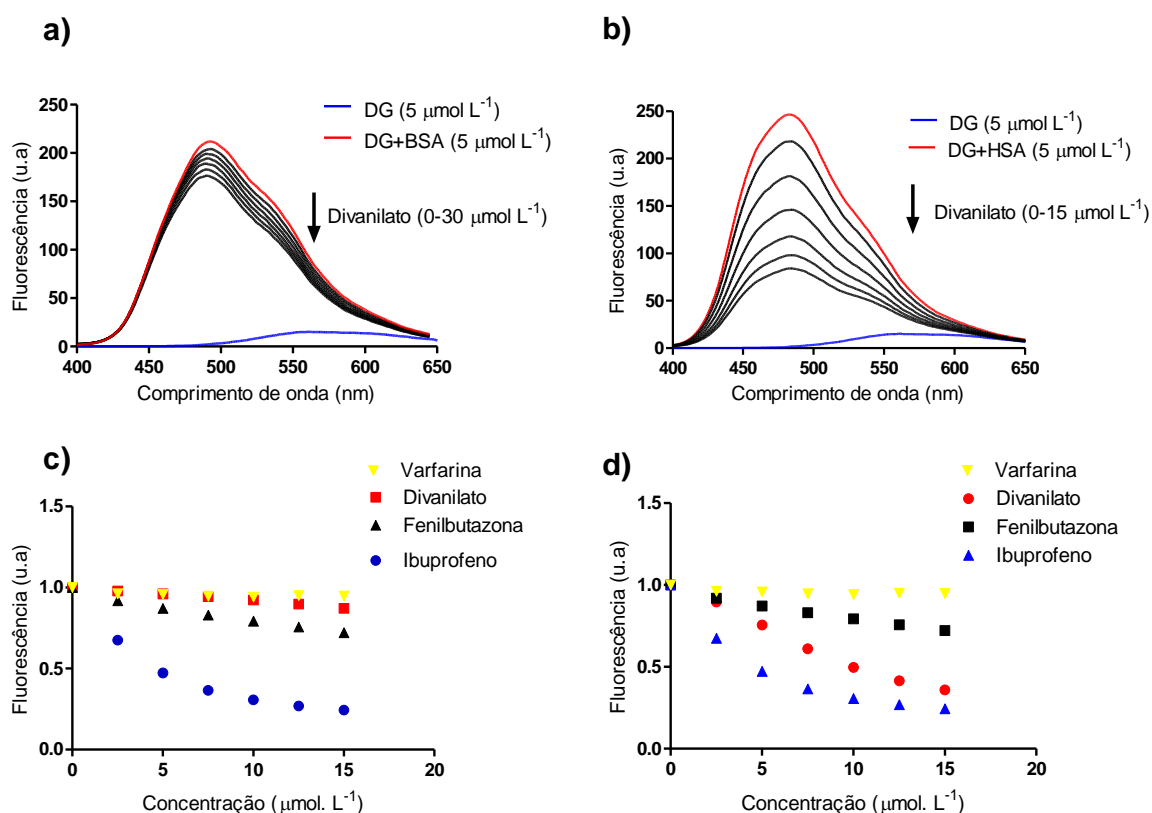 a)
250
200
150
100
50
0
400 450 500 550 600 650
Fluorescência (u.a)
Comprimento de onda (nm)
DG (5 μmol L⁻¹)
DG+BSA (5 μmol L⁻¹)
Divanilato (0-30 μmol L⁻¹)
b)
250
200
150
100
50
0
400 450 500 550 600 650
Fluorescência (u.a)
Comprimento de onda (nm)
DG (5 μmol L⁻¹)
DG+HSA (5 μmol L⁻¹)
Divanilato (0-15 μmol L⁻¹)
c)
Varfarina
Divanilato
Fenilbutazona
Ibuprofeno
1.5
1.0
0.5
0.0
0 5 10 15 20
Fluorescência (u.a)
Concentração (μmol. L⁻¹)
d)
Varfarina
Divanilato
Fenilbutazona
Ibuprofeno
1.5
1.0
0.5
0.0
0 5 10 15 20
Fluorescência (u.a)
Concentração (μmol. L⁻¹)